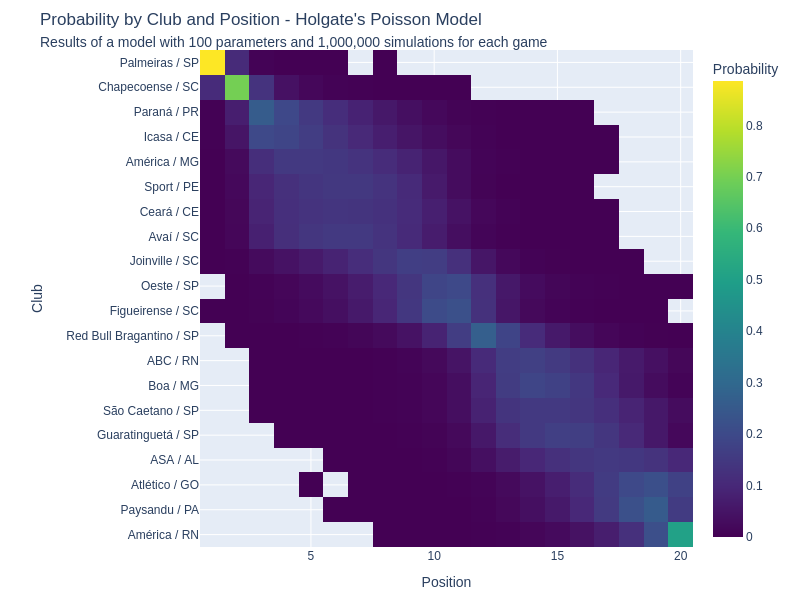 Probability by Club and Position - Holgate's Poisson Model
Results of a model with 100 parameters and 1,000,000 simulations for each game
Probability
Palmeiras / SP
Chapecoense / SC
Paraná / PR
Icasa / CE
América / MG
Sport / PE
Ceará / CE
Avaí / SC
Joinville / SC
Oeste / SP
Figueirense / SC
Red Bull Bragantino / SP
ABC / RN
Boa / MG
São Caetano / SP
Guaratinguetá / SP
ASA / AL
Atlético / GO
Paysandu / PA
América / RN
Club
5
10
15
20
Position
0.8
0.7
0.6
0.5
0.4
0.3
0.2
0.1
0